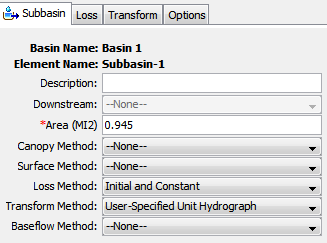 Subbasin Loss Transform Options
Basin Name: Basin 1
Element Name: Subbasin-1
Description:
Downstream: --None--
*Area (MI2) 0.945
Canopy Method: --None--
Surface Method: --None--
Loss Method: Initial and Constant
Transform Method: User-Specified Unit Hydrograph
Baseflow Method: --None--